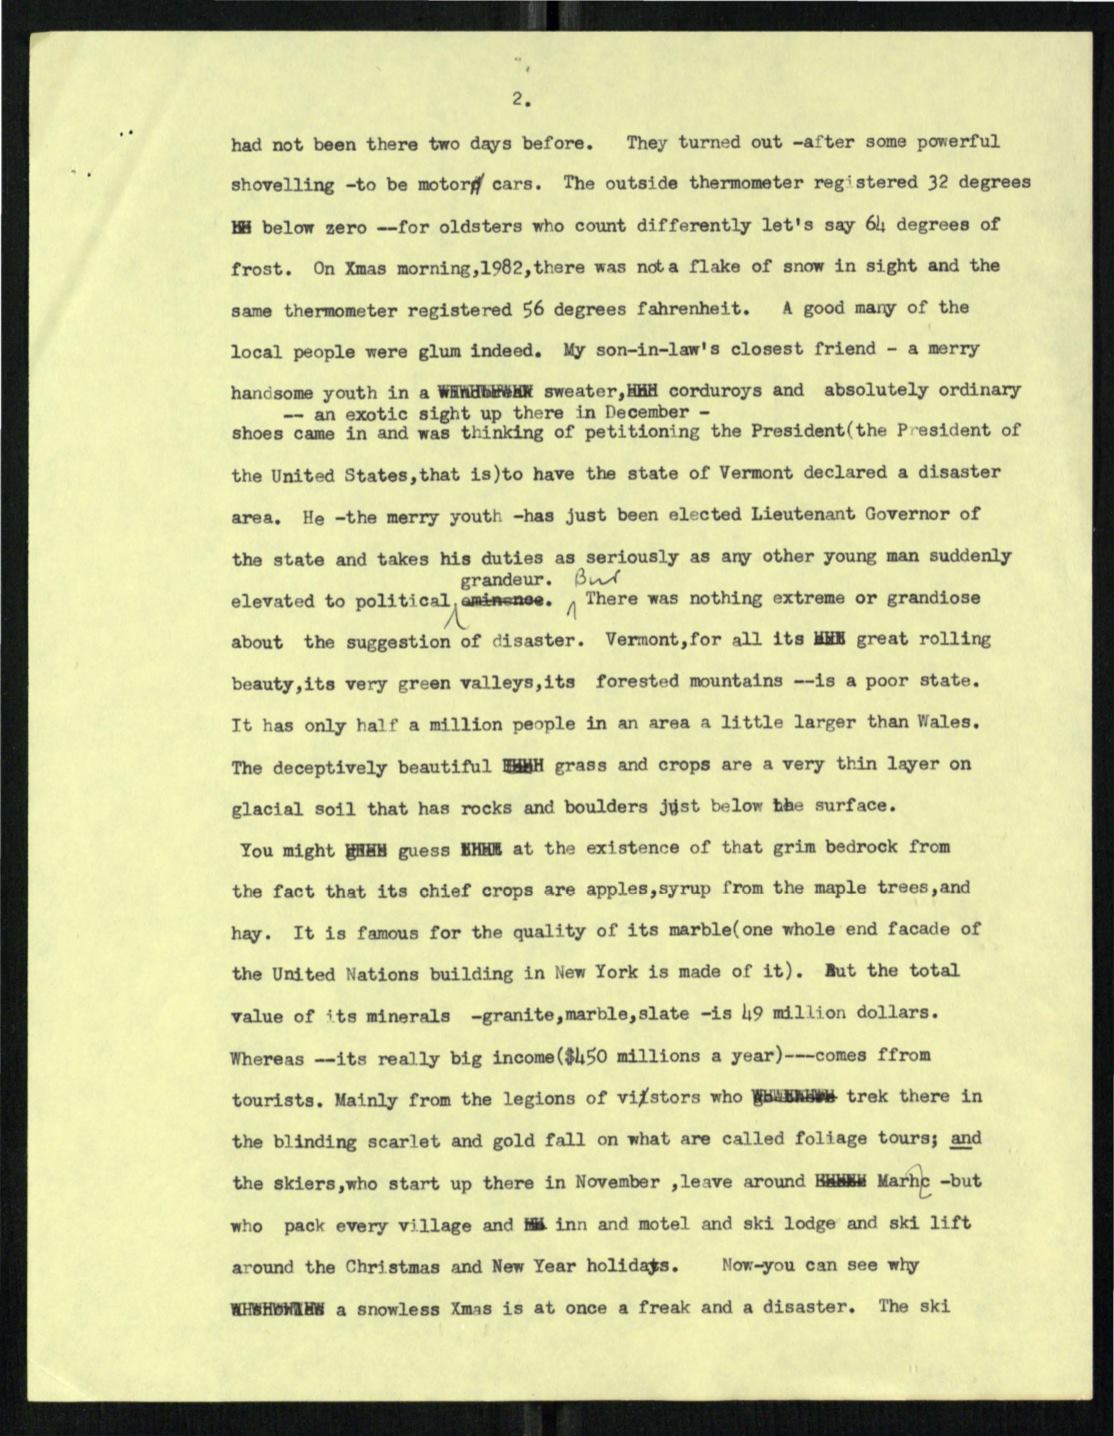 2.
had not been there two days before. They turned out -after some powerful
shovelling -to be motor cars. The outside thermometer registered 32 degrees
below zero --for oldsters who count differently let's say 64 degrees of
frost. On Xmas morning,1982,there was not a flake of snow in sight and the
same thermometer registered 56 degrees fahrenheit. A good many of the
local people were glum indeed. My son-in-law's closest friend - a merry
handsome youth in a sweater, corduroys and absolutely ordinary
-- an exotic sight up there in December -
shoes came in and was thinking of petitioning the President(the President of
the United States,that is)to have the state of Vermont declared a disaster
area. He -the merry youth -has just been elected Lieutenant Governor of
the state and takes his duties as seriously as any other young man suddenly
grandeur. But
elevated to political eminence. There was nothing extreme or grandiose
about the suggestion of disaster. Vermont,for all its great rolling
beauty,its very green valleys,its forested mountains --is a poor state.
It has only half a million people in an area a little larger than Wales.
The deceptively beautiful grass and crops are a very thin layer on
glacial soil that has rocks and boulders just below the surface.
You might guess at the existence of that grim bedrock from
the fact that its chief crops are apples,syrup from the maple trees,and
hay. It is famous for the quality of its marble(one whole end facade of
the United Nations building in New York is made of it). But the total
value of its minerals -granite,marble,slate -is 49 million dollars.
Whereas --its really big income($450 millions a year)---comes ffrom
tourists. Mainly from the legions of vistors who trek there in
the blinding scarlet and gold fall on what are called foliage tours; and
the skiers,who start up there in November ,leave around Marhc -but
who pack every village and inn and motel and ski lodge and ski lift
around the Christmas and New Year holidays. Now-you can see why
a snowless Xmas is at once a freak and a disaster. The ski